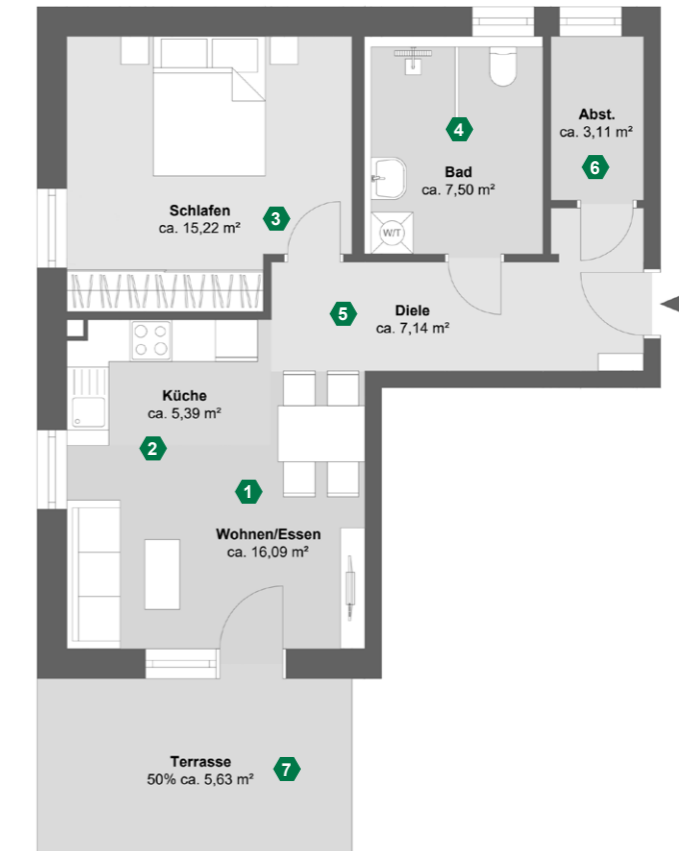 4
Bad
ca. 7,50 m²
Abst.
ca. 3,11 m²
6
Schlafen
ca. 15,22 m²
3
W/T
5
Diele
ca. 7,14 m²
Küche
ca. 5,39 m²
2
1
Wohnen/Essen
ca. 16,09 m²
Terrasse
50% ca. 5,63 m²
7